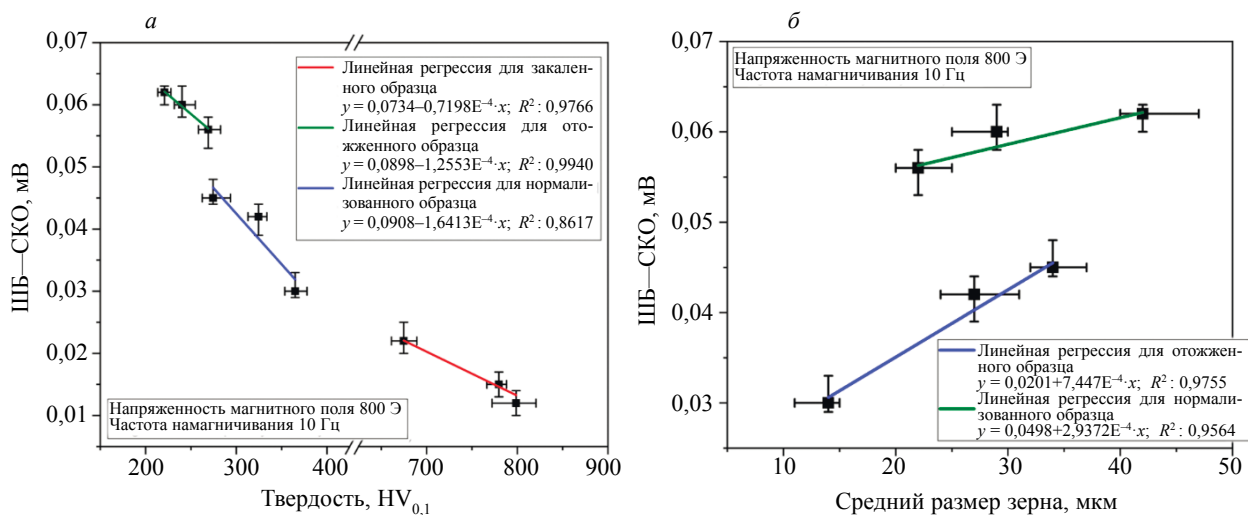 а
0,07
0,06
0,05
0,04
0,03
0,02
0,01
ШБ—СКО, мВ
Линейная регрессия для закален-
ного образца
y = 0,0734–0,7198E⁻⁴·x; R²: 0,9766
Линейная регрессия для ото-
жженного образца
y = 0,0898–1,2553E⁻⁴·x; R²: 0,9940
Линейная регрессия для нормали-
зованного образца
y = 0,0908–1,6413E⁻⁴·x; R²: 0,8617
Напряженность магнитного поля 800 Э
Частота намагничивания 10 Гц
200 300 400 700 800 900
Твердость, HV₀,₁
б
0,07
0,06
0,05
0,04
0,03
ШБ—СКО, мВ
Напряженность магнитного поля 800 Э
Частота намагничивания 10 Гц
Линейная регрессия для отожжен-
ного образца
y = 0,0201+7,447E⁻⁴·x; R²: 0,9755
Линейная регрессия для нормали-
зованного образца
y = 0,0498+2,9372E⁻⁴·x; R²: 0,9564
10 20 30 40 50
Средний размер зерна, мкм